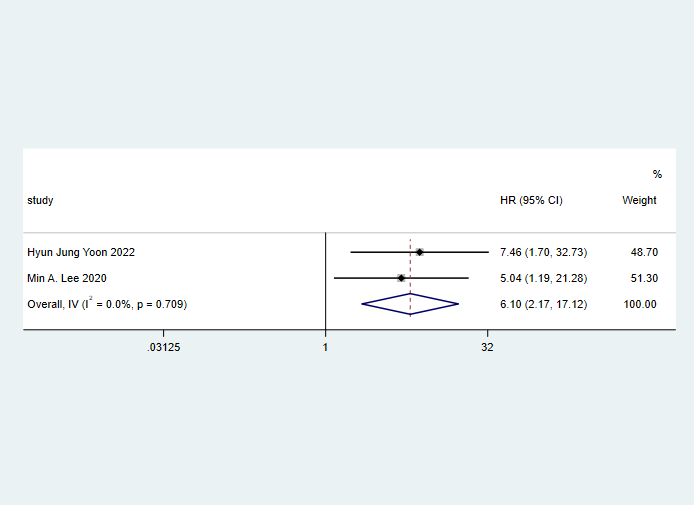 %
study HR (95% CI) Weight
Hyun Jung Yoon 2022 7.46 (1.70, 32.73) 48.70
Min A. Lee 2020 5.04 (1.19, 21.28) 51.30
Overall, IV (I² = 0.0%, p = 0.709) 6.10 (2.17, 17.12) 100.00
.03125 1 32